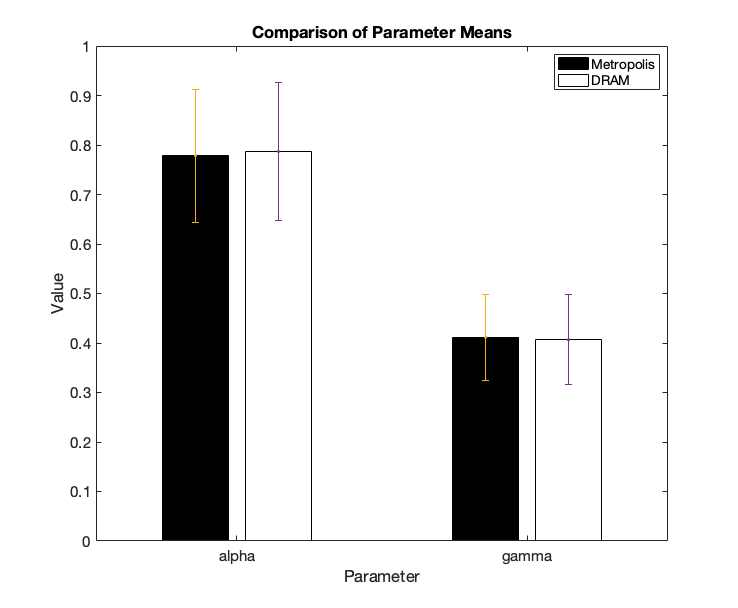 Comparison of Parameter Means
Metropolis
DRAM
1
0.9
0.8
0.7
0.6
0.5
0.4
0.3
0.2
0.1
0
Value
alpha
gamma
Parameter